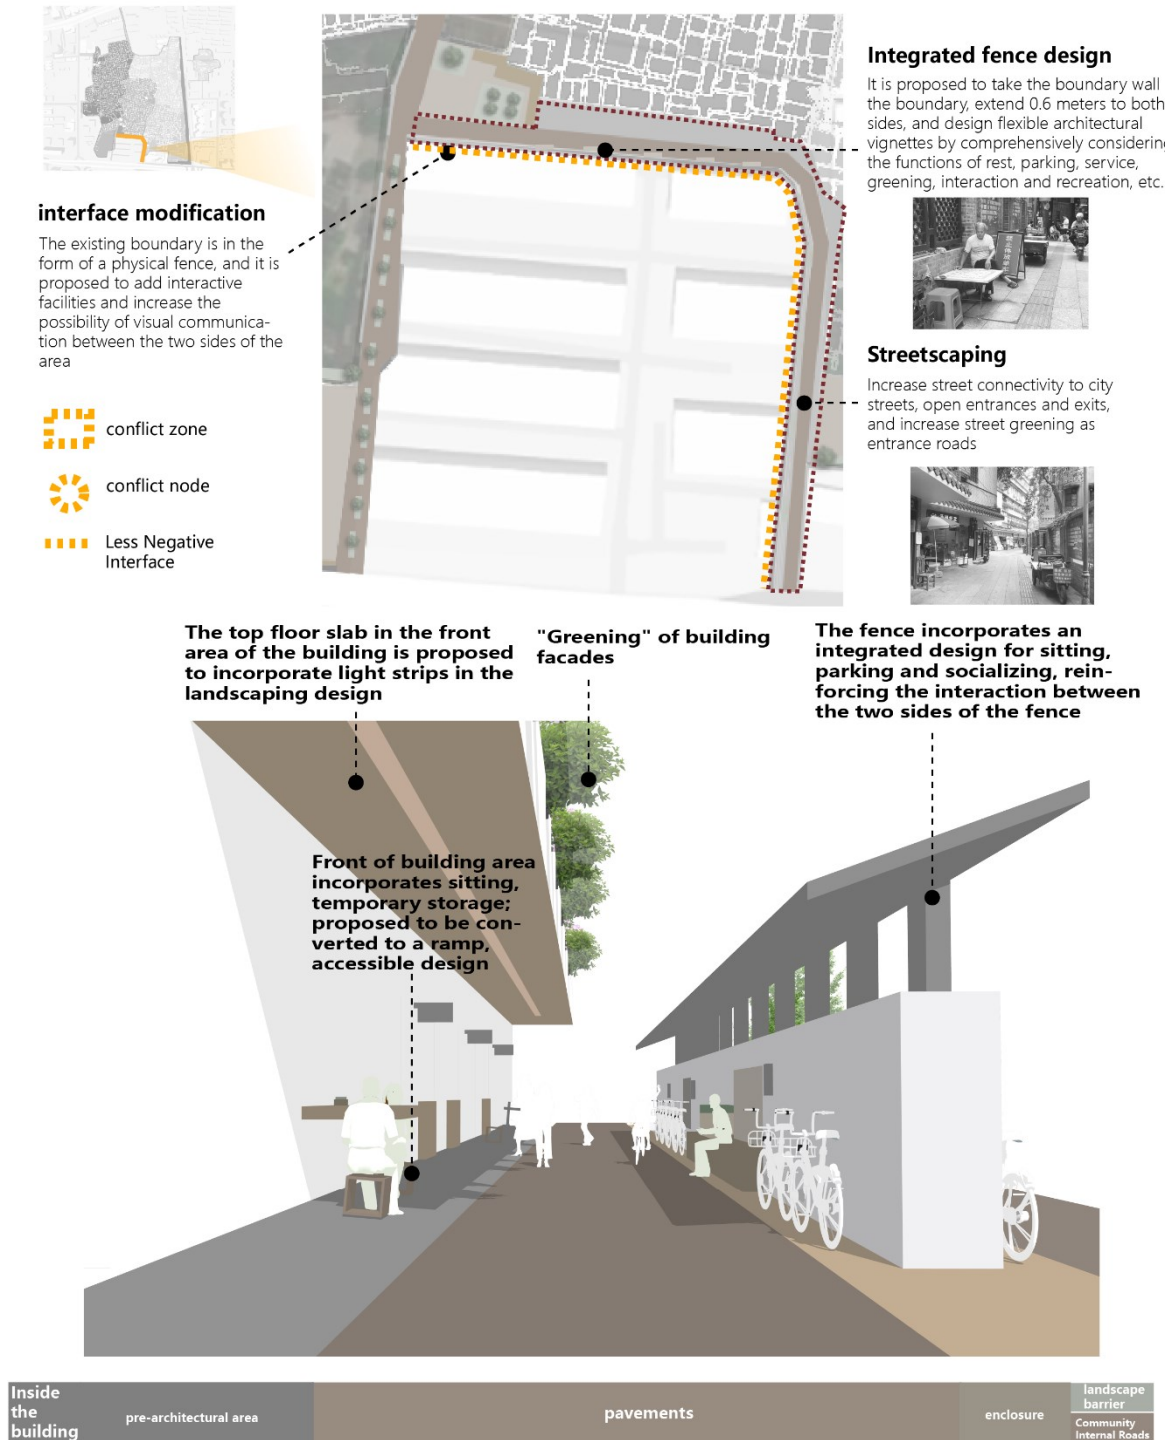 Integrated fence design
It is proposed to take the boundary wall
the boundary, extend 0.6 meters to both
sides, and design flexible architectural
vignettes by comprehensively considering
the functions of rest, parking, service,
greening, interaction and recreation, etc.
interface modification
The existing boundary is in the
form of a physical fence, and it is
proposed to add interactive
facilities and increase the
possibility of visual communica-
tion between the two sides of the
area
Streetscaping
Increase street connectivity to city
streets, open entrances and exits,
and increase street greening as
entrance roads
conflict zone
conflict node
Less Negative
Interface
The top floor slab in the front
area of the building is proposed
to incorporate light strips in the
landscaping design
"Greening" of building
facades
The fence incorporates an
integrated design for sitting,
parking and socializing, rein-
forcing the interaction between
the two sides of the fence
Front of building area
incorporates sitting,
temporary storage;
proposed to be con-
verted to a ramp,
accessible design
Inside
the
building
pre-architectural area
pavements
enclosure
landscape
barrier
Community
Internal Roads